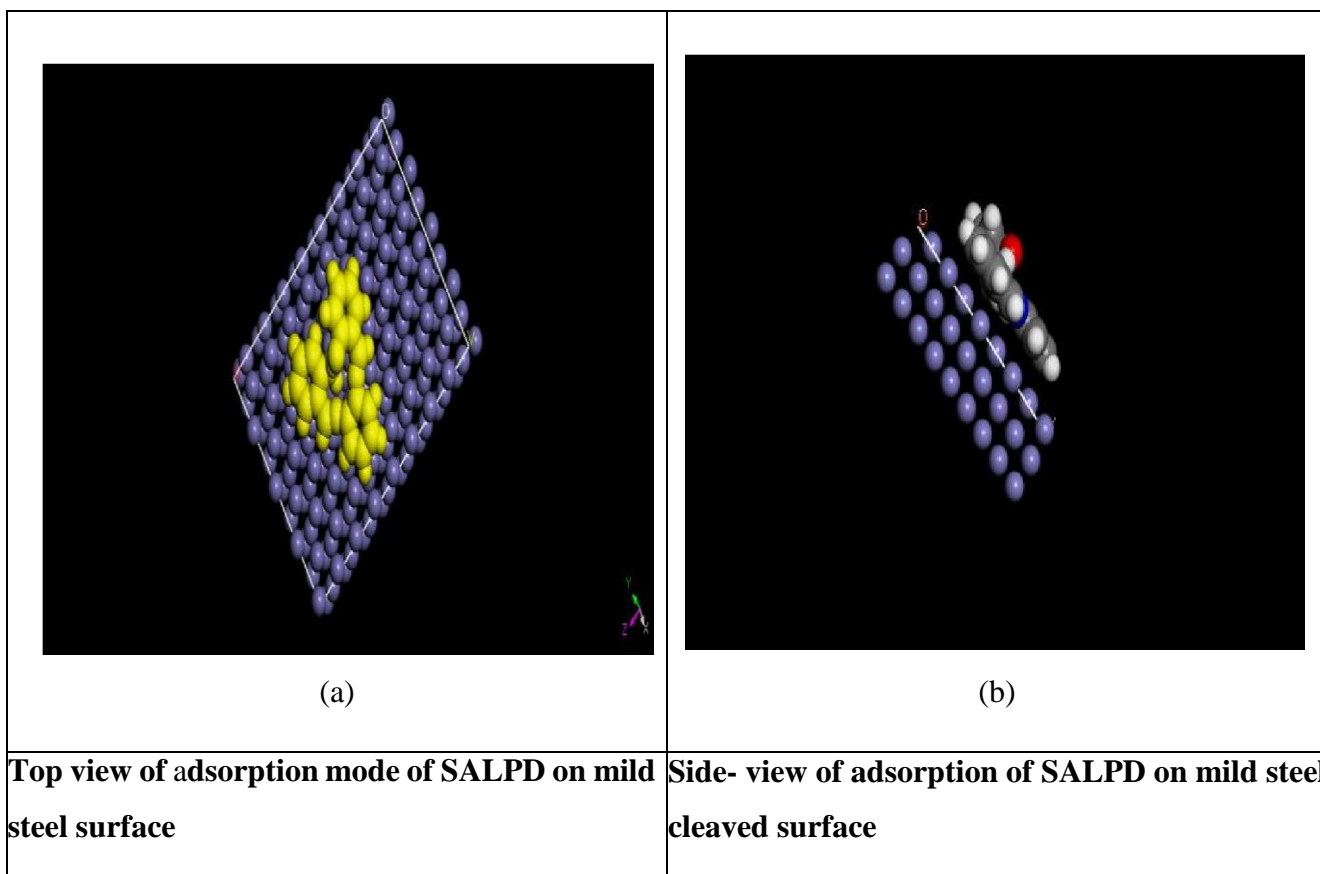 O
Y
Z
X
(a)
O
(b)
Top view of adsorption mode of SALPD on mild
steel surface
Side- view of adsorption of SALPD on mild steel
cleaved surface